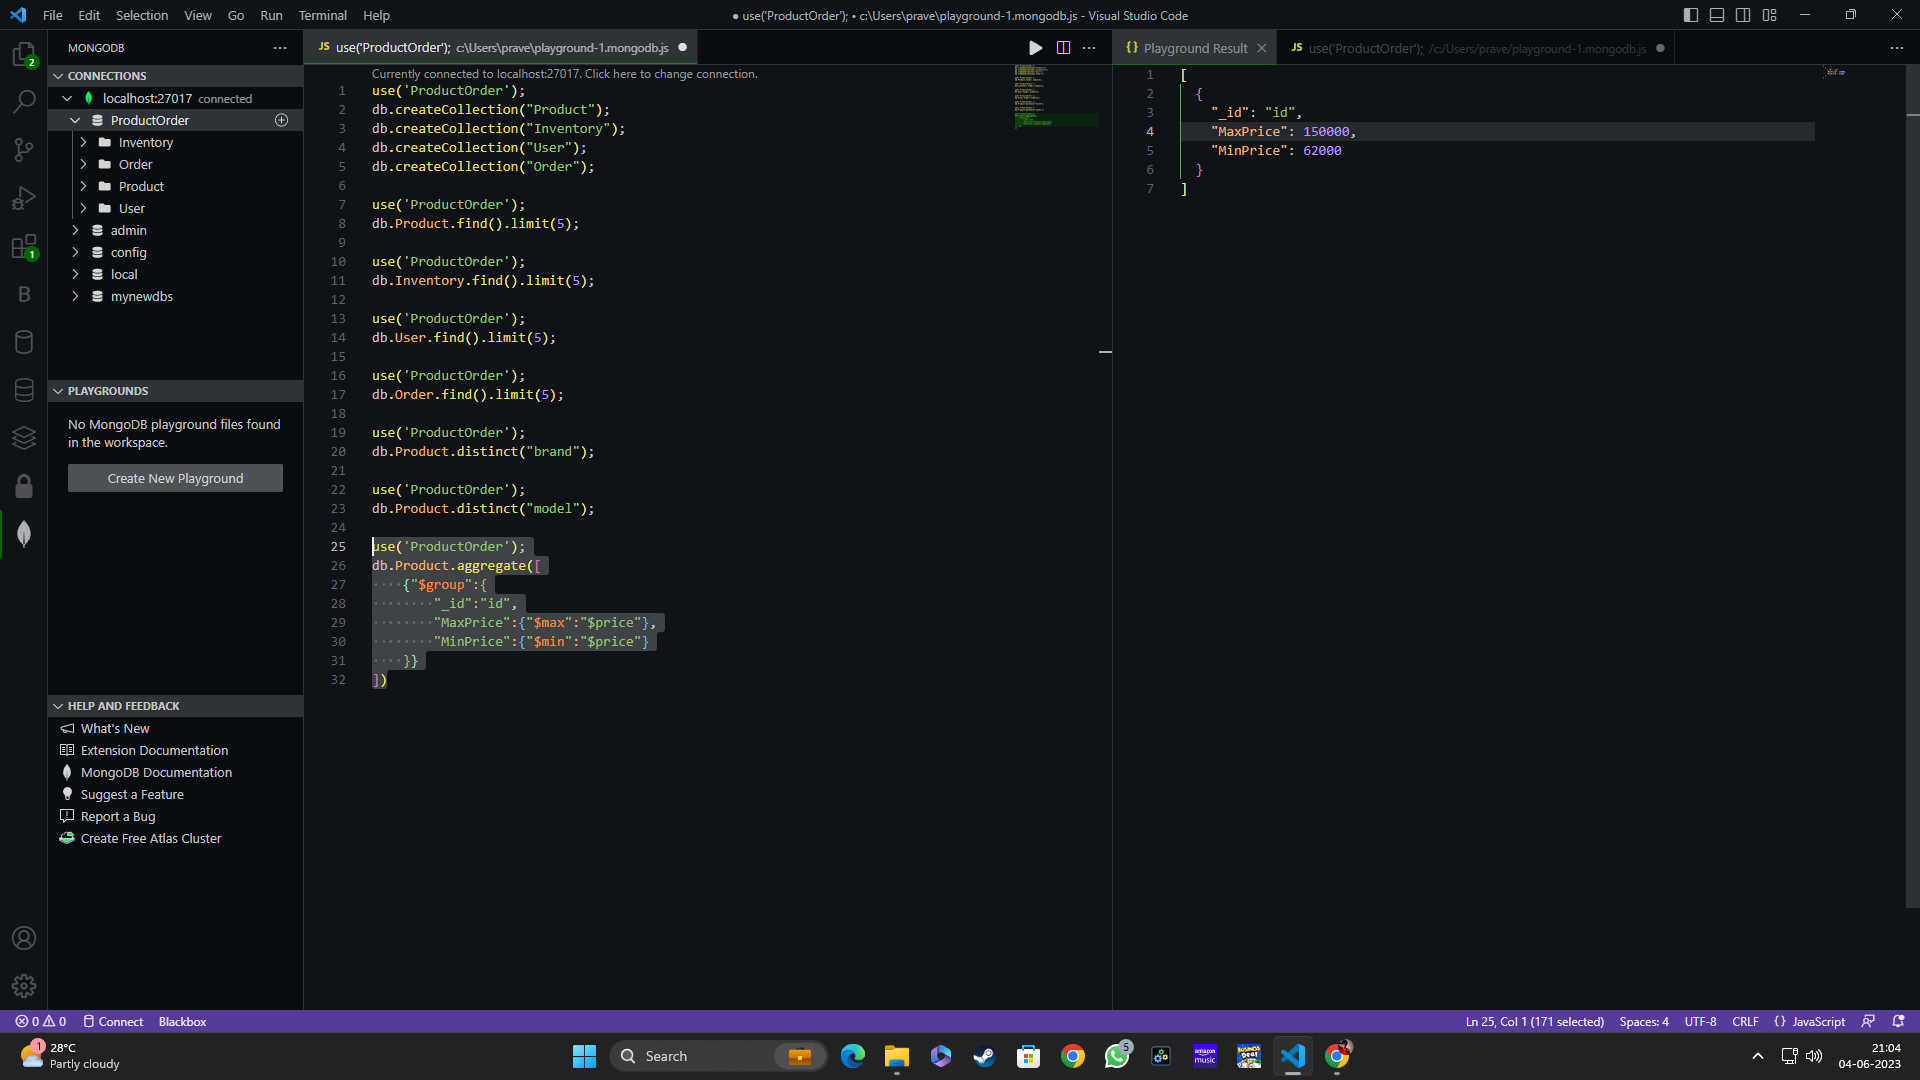 File Edit Selection View Go Run Terminal Help
● use('ProductOrder'); • c:\Users\prave\playground-1.mongodb.js - Visual Studio Code
MONGODB
CONNECTIONS
localhost:27017 connected
ProductOrder
Inventory
Order
Product
User
admin
config
local
mynewdbs
PLAYGROUNDS
No MongoDB playground files found
in the workspace.
Create New Playground
HELP AND FEEDBACK
What's New
Extension Documentation
MongoDB Documentation
Suggest a Feature
Report a Bug
Create Free Atlas Cluster
2
1
B
JS use('ProductOrder'); c:\Users\prave\playground-1.mongodb.js
Currently connected to localhost:27017. Click here to change connection.
1 use('ProductOrder');
2 db.createCollection("Product");
3 db.createCollection("Inventory");
4 db.createCollection("User");
5 db.createCollection("Order");
6
7 use('ProductOrder');
8 db.Product.find().limit(5);
9
10 use('ProductOrder');
11 db.Inventory.find().limit(5);
12
13 use('ProductOrder');
14 db.User.find().limit(5);
15
16 use('ProductOrder');
17 db.Order.find().limit(5);
18
19 use('ProductOrder');
20 db.Product.distinct("brand");
21
22 use('ProductOrder');
23 db.Product.distinct("model");
24
25 use('ProductOrder');
26 db.Product.aggregate([
27 {"$group":{
28 "_id":"id",
29 "MaxPrice":{"$max":"$price"},
30 "MinPrice":{"$min":"$price"}
31 }}
32 ])
{} Playground Result
JS use('ProductOrder'); /c:/Users/prave/playground-1.mongodb.js
1 [
2 {
3 "_id": "id",
4 "MaxPrice": 150000,
5 "MinPrice": 62000
6 }
7 ]
0 0 Connect Blackbox
Ln 25, Col 1 (171 selected) Spaces: 4 UTF-8 CRLF {} JavaScript
1
28°C
Partly cloudy
Search
5
amazon music
21:04
04-06-2023